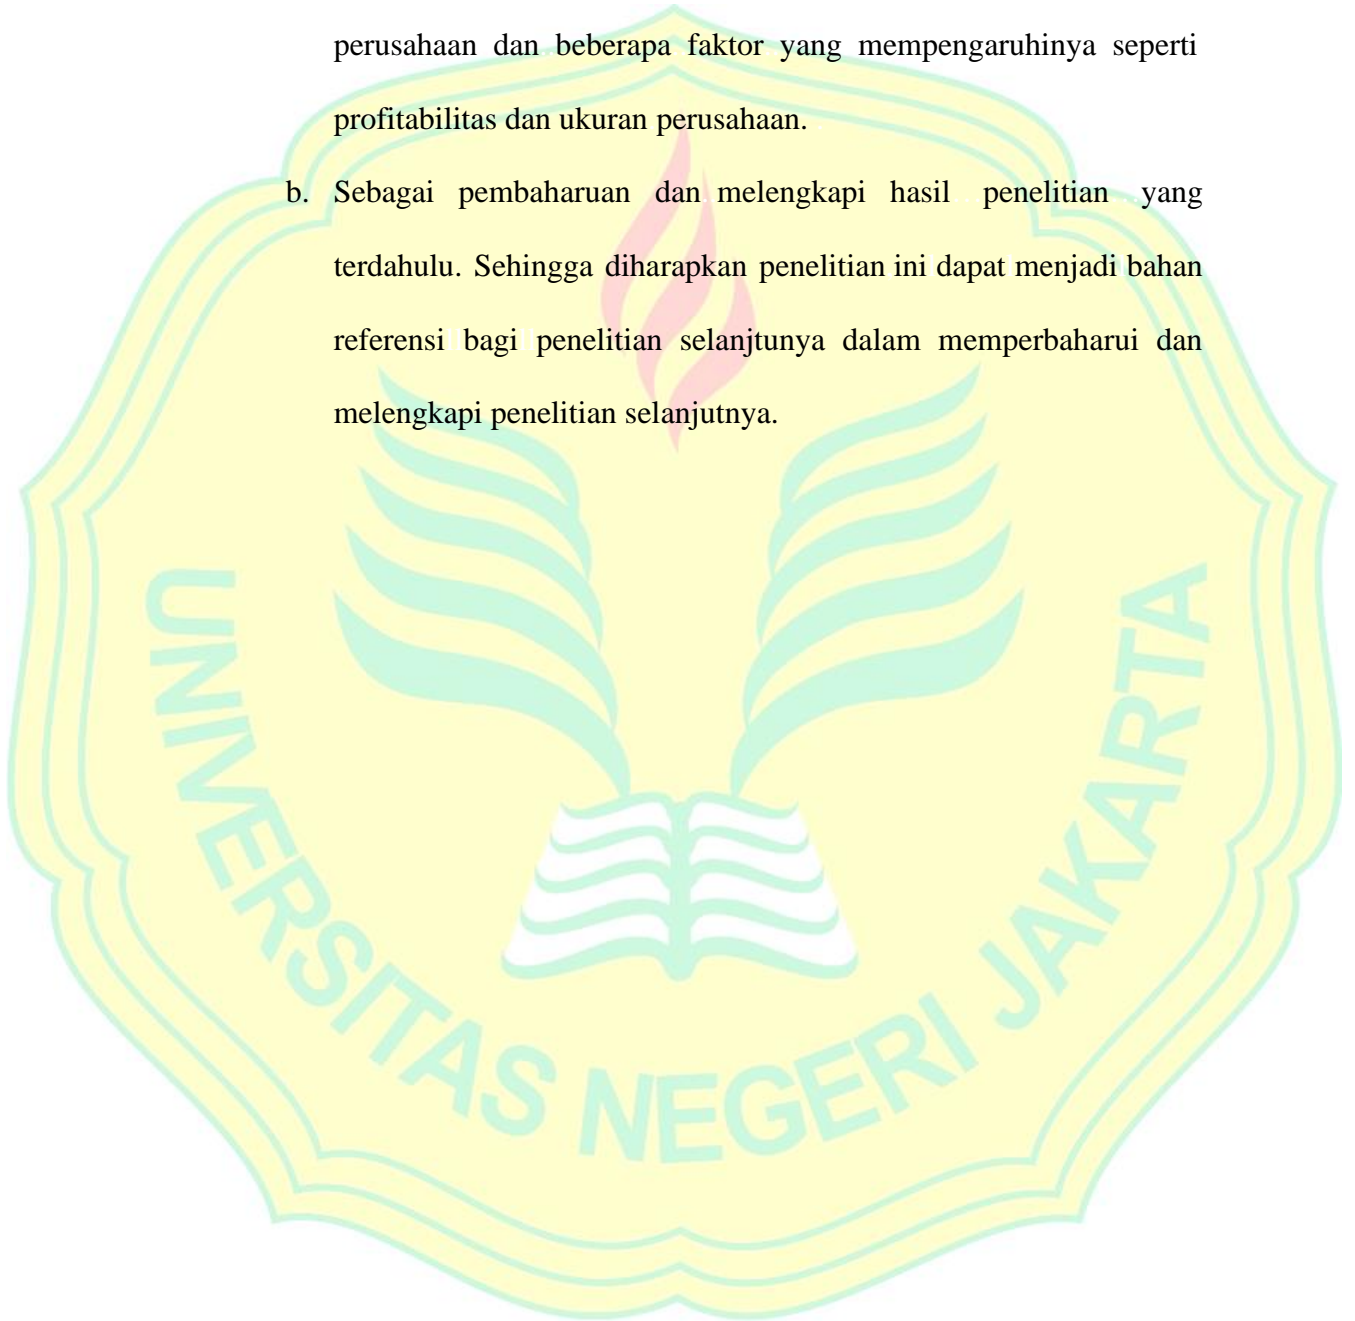 perusahaan dan beberapa faktor yang mempengaruhinya seperti
profitabilitas dan ukuran perusahaan.
b. Sebagai pembaharuan dan melengkapi hasil penelitian yang
terdahulu. Sehingga diharapkan penelitian ini dapat menjadi bahan
referensi bagi penelitian selanjtunya dalam memperbaharui dan
melengkapi penelitian selanjutnya.
UNIVERSITAS NEGERI JAKARTA